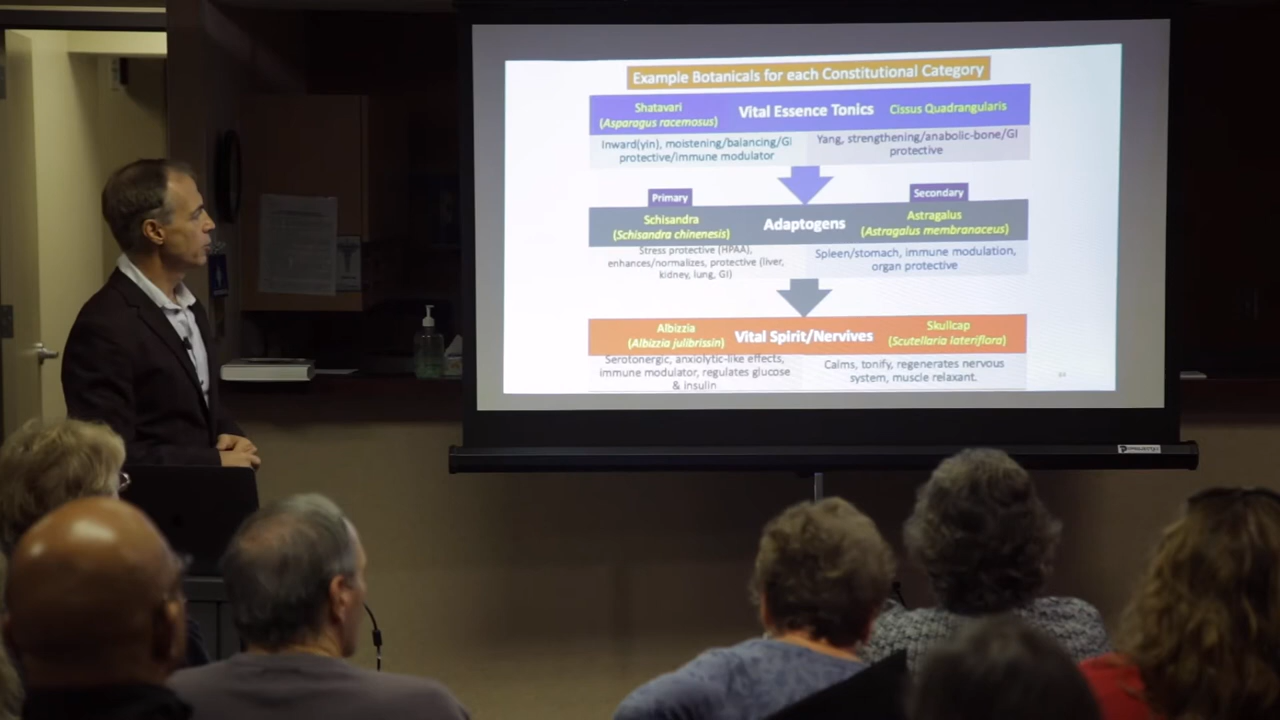 Example Botanicals for each Constitutional Category
Shatavari
(Asparagus racemosus)
Vital Essence Tonics
Cissus Quadrangularis
Inward(yin), moistening/balancing/GI
protective/immune modulator
Yang, strengthening/anabolic-bone/GI
protective
Primary
Secondary
Schisandra
(Schisandra chinenesis)
Adaptogens
Astragalus
(Astragalus membranaceus)
Stress protective (HPAA),
enhances/normalizes, protective (liver,
kidney, lung, GI)
Spleen/stomach, immune modulation,
organ protective
Albizzia
(Albizzia julibrissin)
Vital Spirit/Nervives
Skullcap
(Scutellaria lateriflora)
Serotonergic, anxiolytic-like effects,
immune modulator, regulates glucose
& insulin
Calms, tonify, regenerates nervous
system, muscle relaxant.